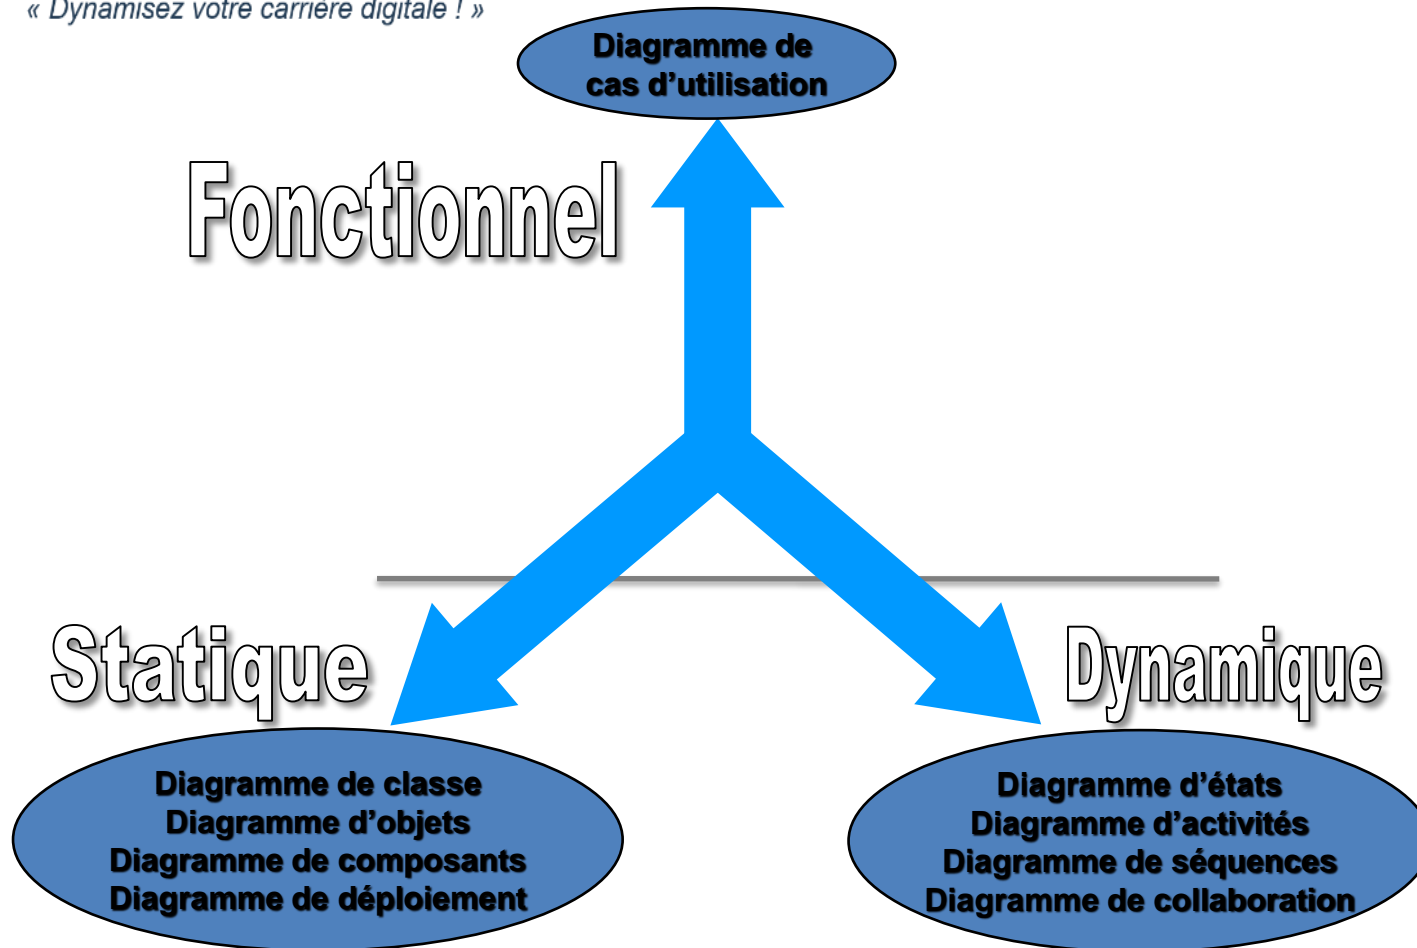 « Dynamisez votre carrière digitale ! »
Diagramme de
cas d’utilisation
Fonctionnel
Statique
Dynamique
Diagramme de classe
Diagramme d’objets
Diagramme de composants
Diagramme de déploiement
Diagramme d’états
Diagramme d’activités
Diagramme de séquences
Diagramme de collaboration